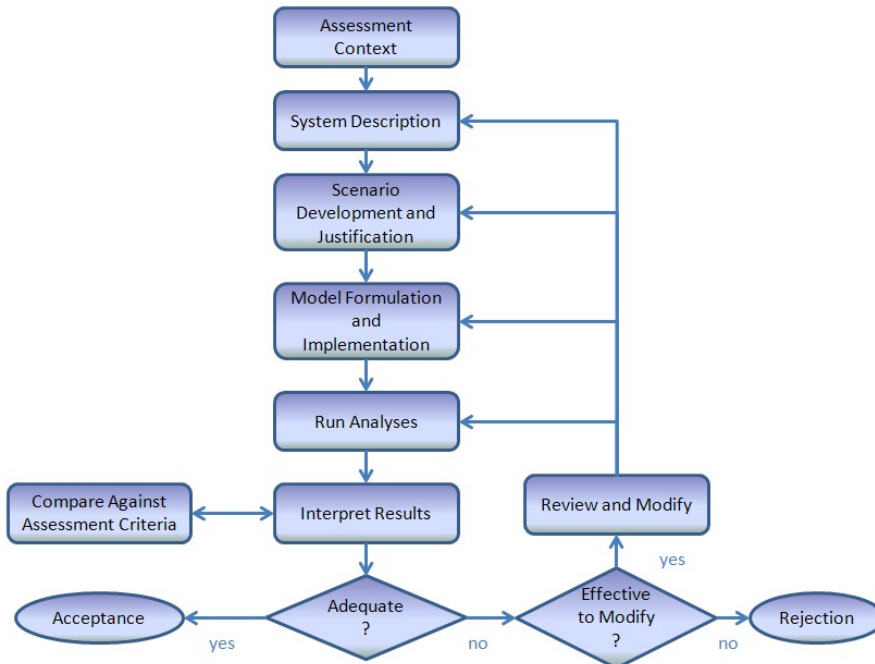 Assessment
Context
System Description
Scenario
Development and
Justification
Model Formulation
and
Implementation
Run Analyses
Compare Against
Assessment Criteria
Interpret Results
Review and Modify
yes
Acceptance
Adequate
?
Effective
to Modify
?
Rejection
yes
no
no